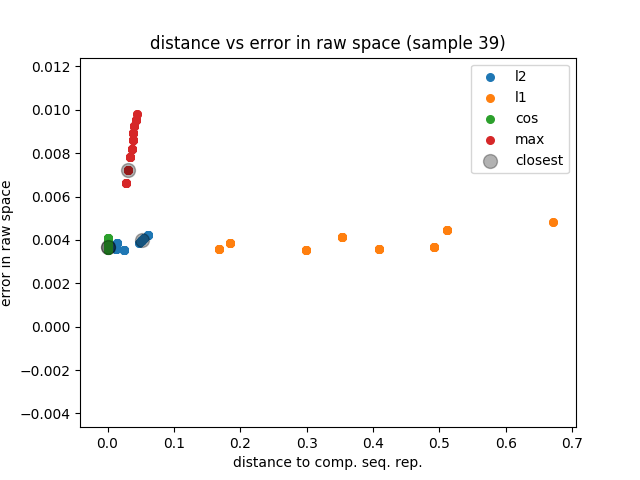 distance vs error in raw space (sample 39)
0.012
0.010
0.008
0.006
0.004
0.002
0.000
−0.002
−0.004
error in raw space
l2
l1
cos
max
closest
0.0 0.1 0.2 0.3 0.4 0.5 0.6 0.7
distance to comp. seq. rep.